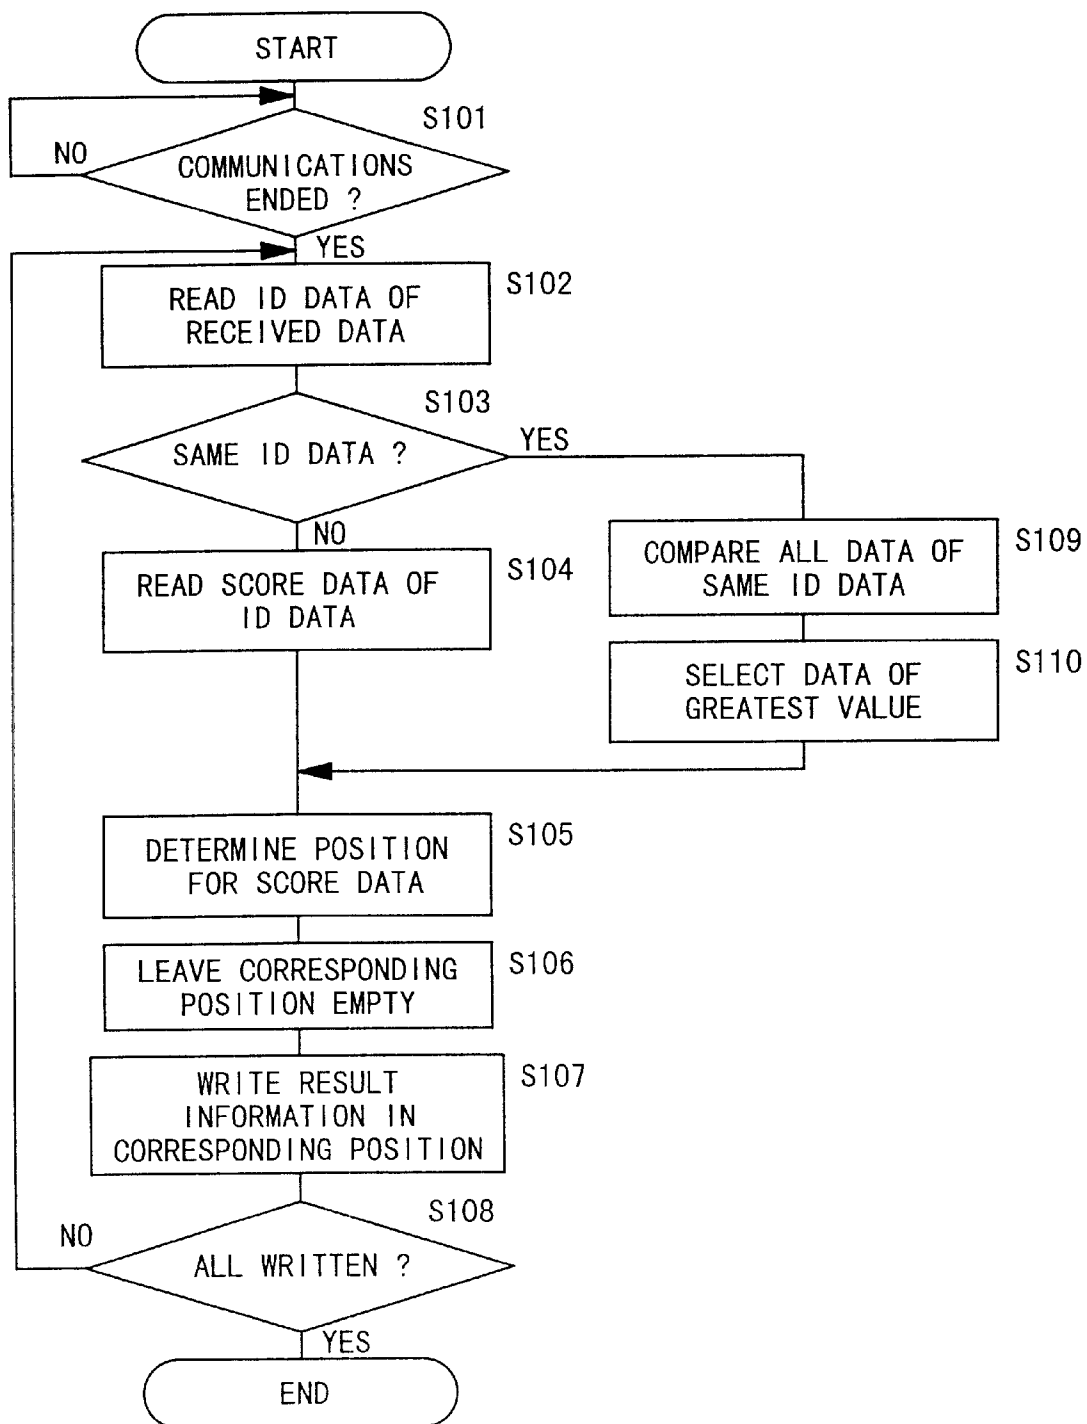 START
S101
NO
COMMUNICATIONS
ENDED ?
YES
S102
READ ID DATA OF
RECEIVED DATA
S103
SAME ID DATA ?
YES
NO
S104
READ SCORE DATA OF
ID DATA
S109
COMPARE ALL DATA OF
SAME ID DATA
S110
SELECT DATA OF
GREATEST VALUE
S105
DETERMINE POSITION
FOR SCORE DATA
S106
LEAVE CORRESPONDING
POSITION EMPTY
S107
WRITE RESULT
INFORMATION IN
CORRESPONDING POSITION
S108
NO
ALL WRITTEN ?
YES
END